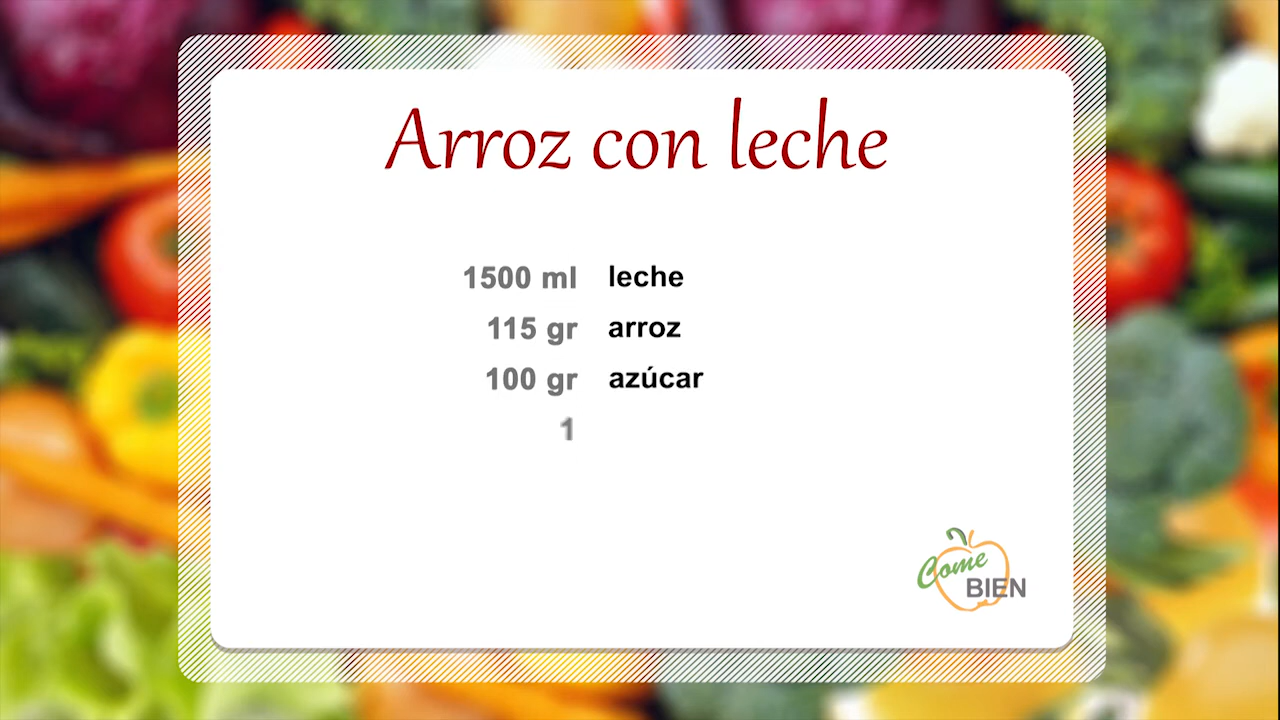 Arroz con leche
1500 ml leche
115 gr arroz
100 gr azúcar
1
Come
BIEN